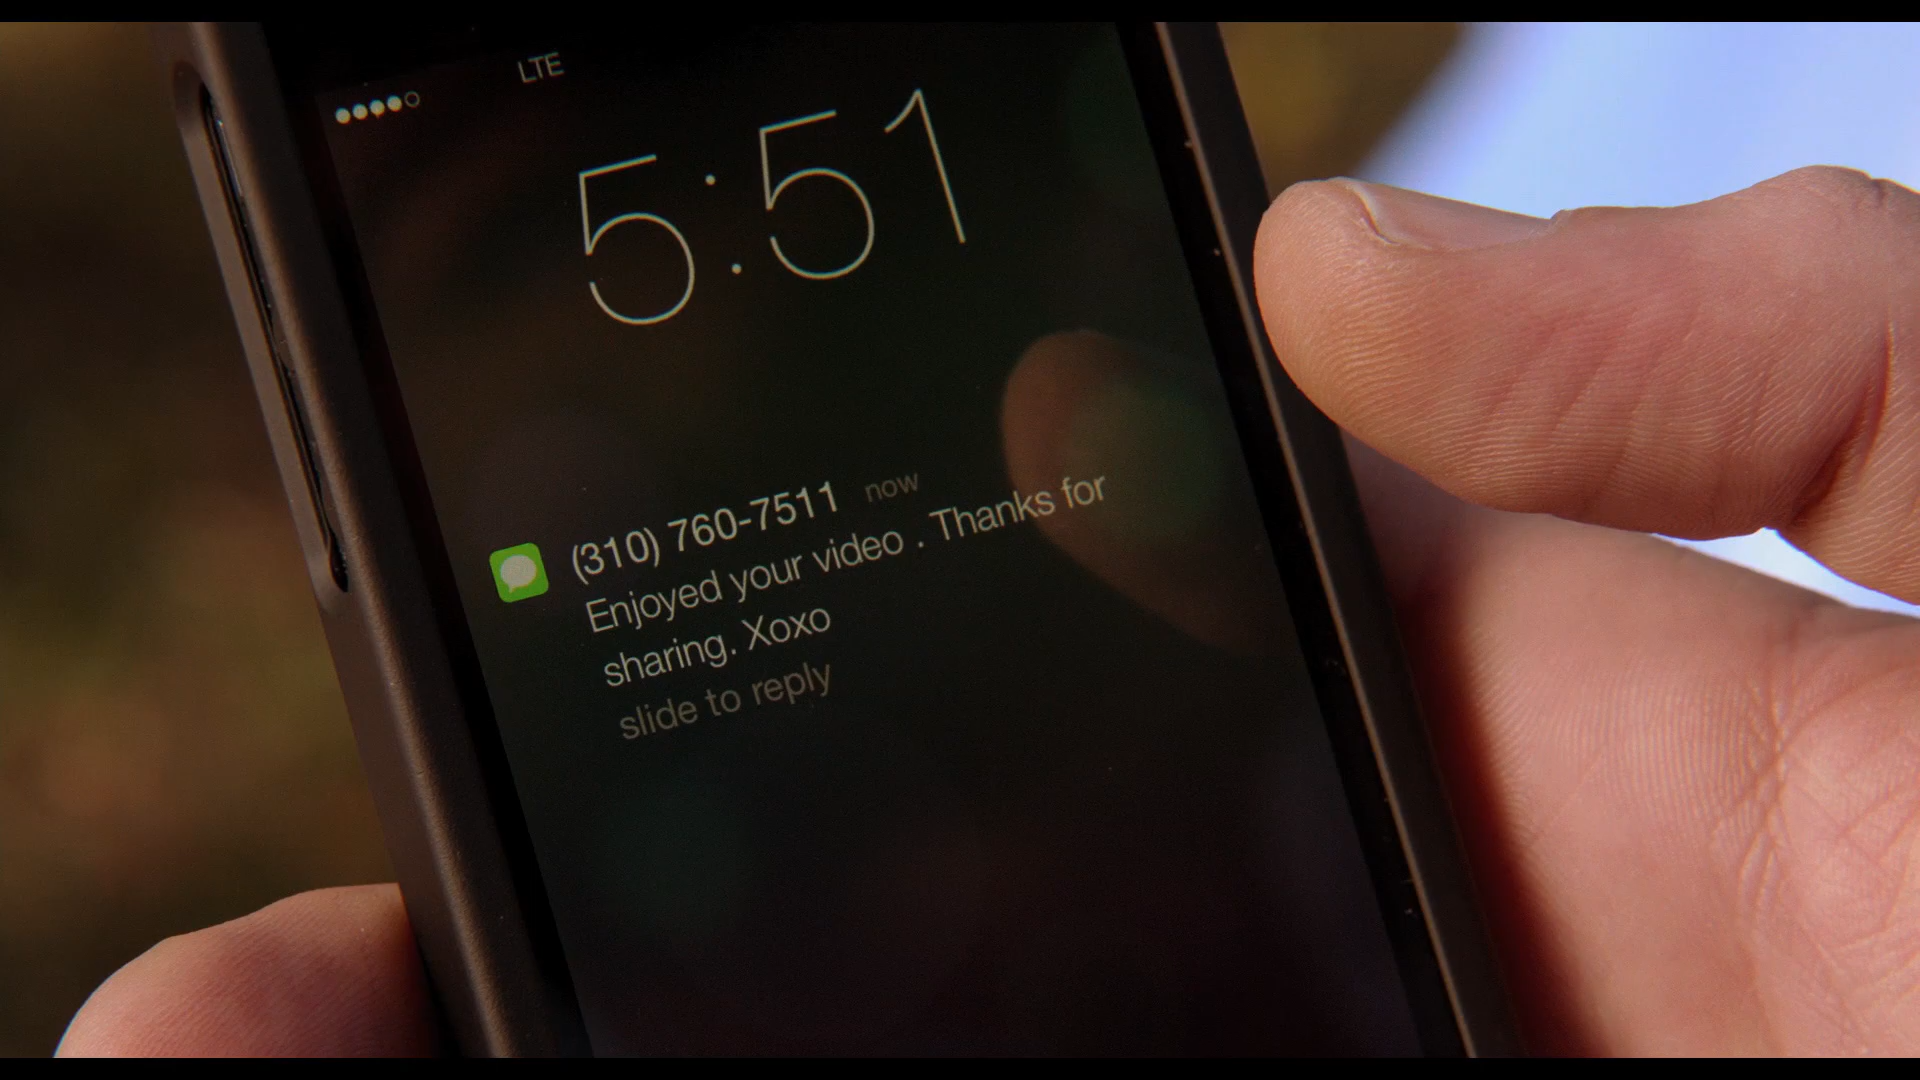 LTE
5:51
(310) 760-7511 now
Enjoyed your video . Thanks for
sharing. Xoxo
slide to reply